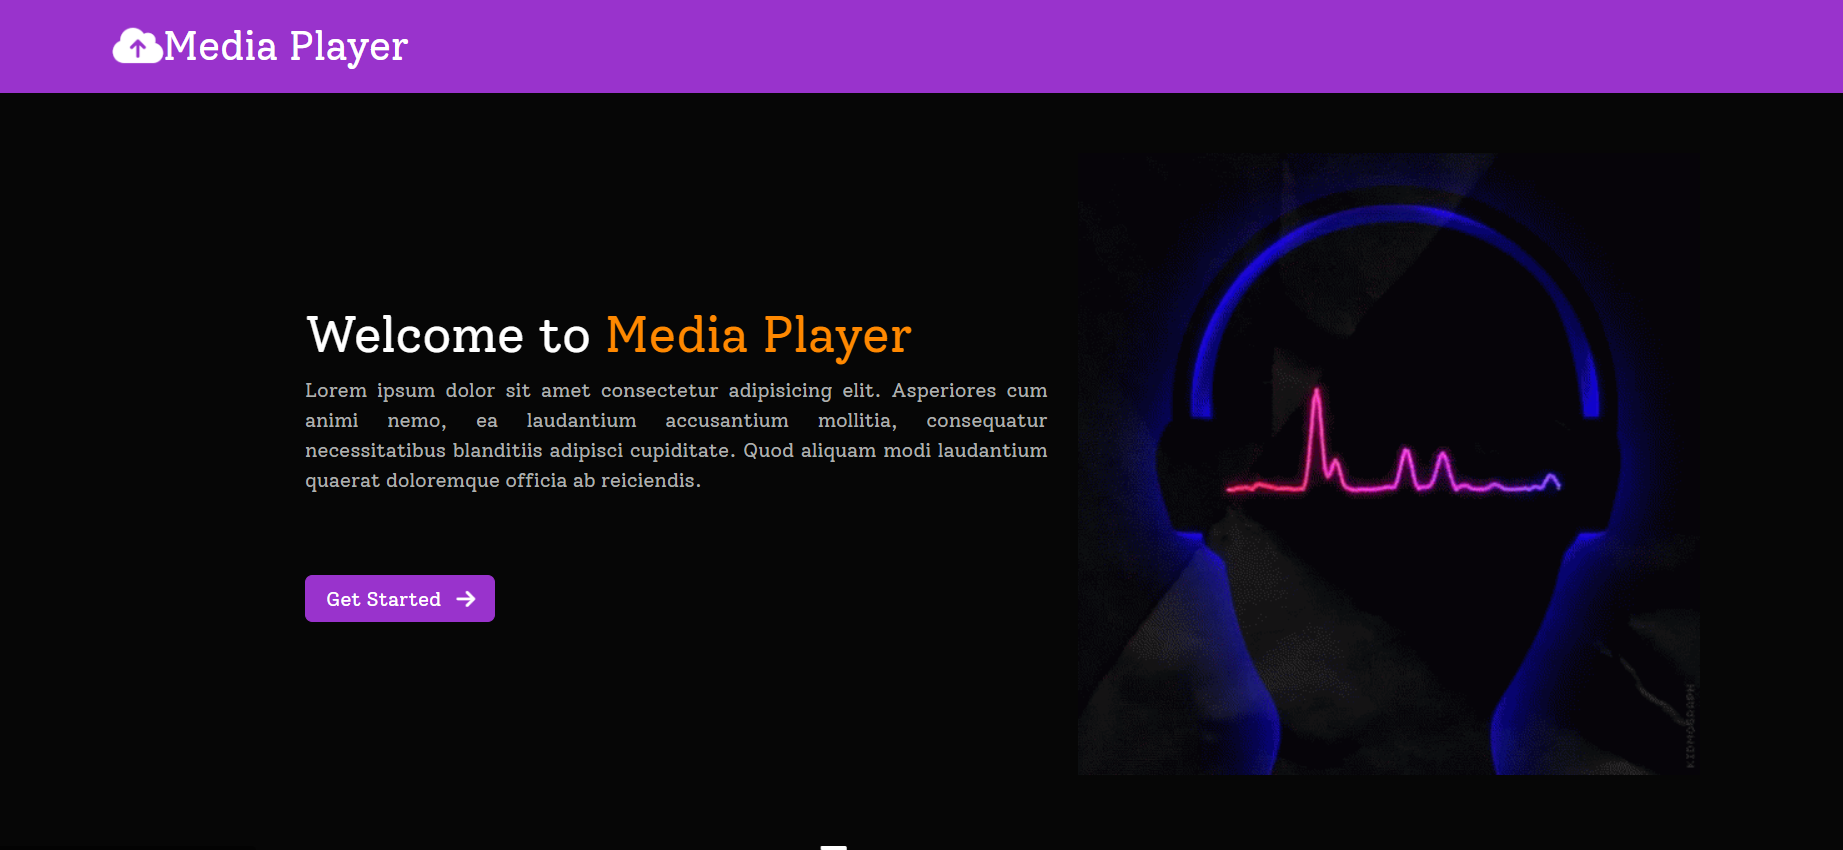 Media Player
Welcome to Media Player
Lorem ipsum dolor sit amet consectetur adipisicing elit. Asperiores cum
animi nemo, ea laudantium accusantium mollitia, consequatur
necessitatibus blanditiis adipisci cupiditate. Quod aliquam modi laudantium
quaerat doloremque officia ab reiciendis.
Get Started
KIDMOGRAPH